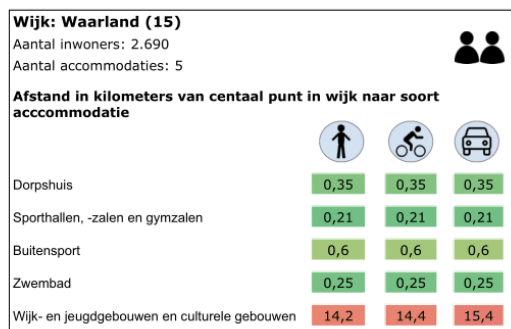 Wijk: Waarland (15)
Aantal inwoners: 2.690
Aantal accommodaties: 5
Afstand in kilometers van centaal punt in wijk naar soort
acccommodatie
Dorpshuis 0,35 0,35 0,35
Sporthallen, -zalen en gymzalen 0,21 0,21 0,21
Buitensport 0,6 0,6 0,6
Zwembad 0,25 0,25 0,25
Wijk- en jeugdgebouwen en culturele gebouwen 14,2 14,4 15,4